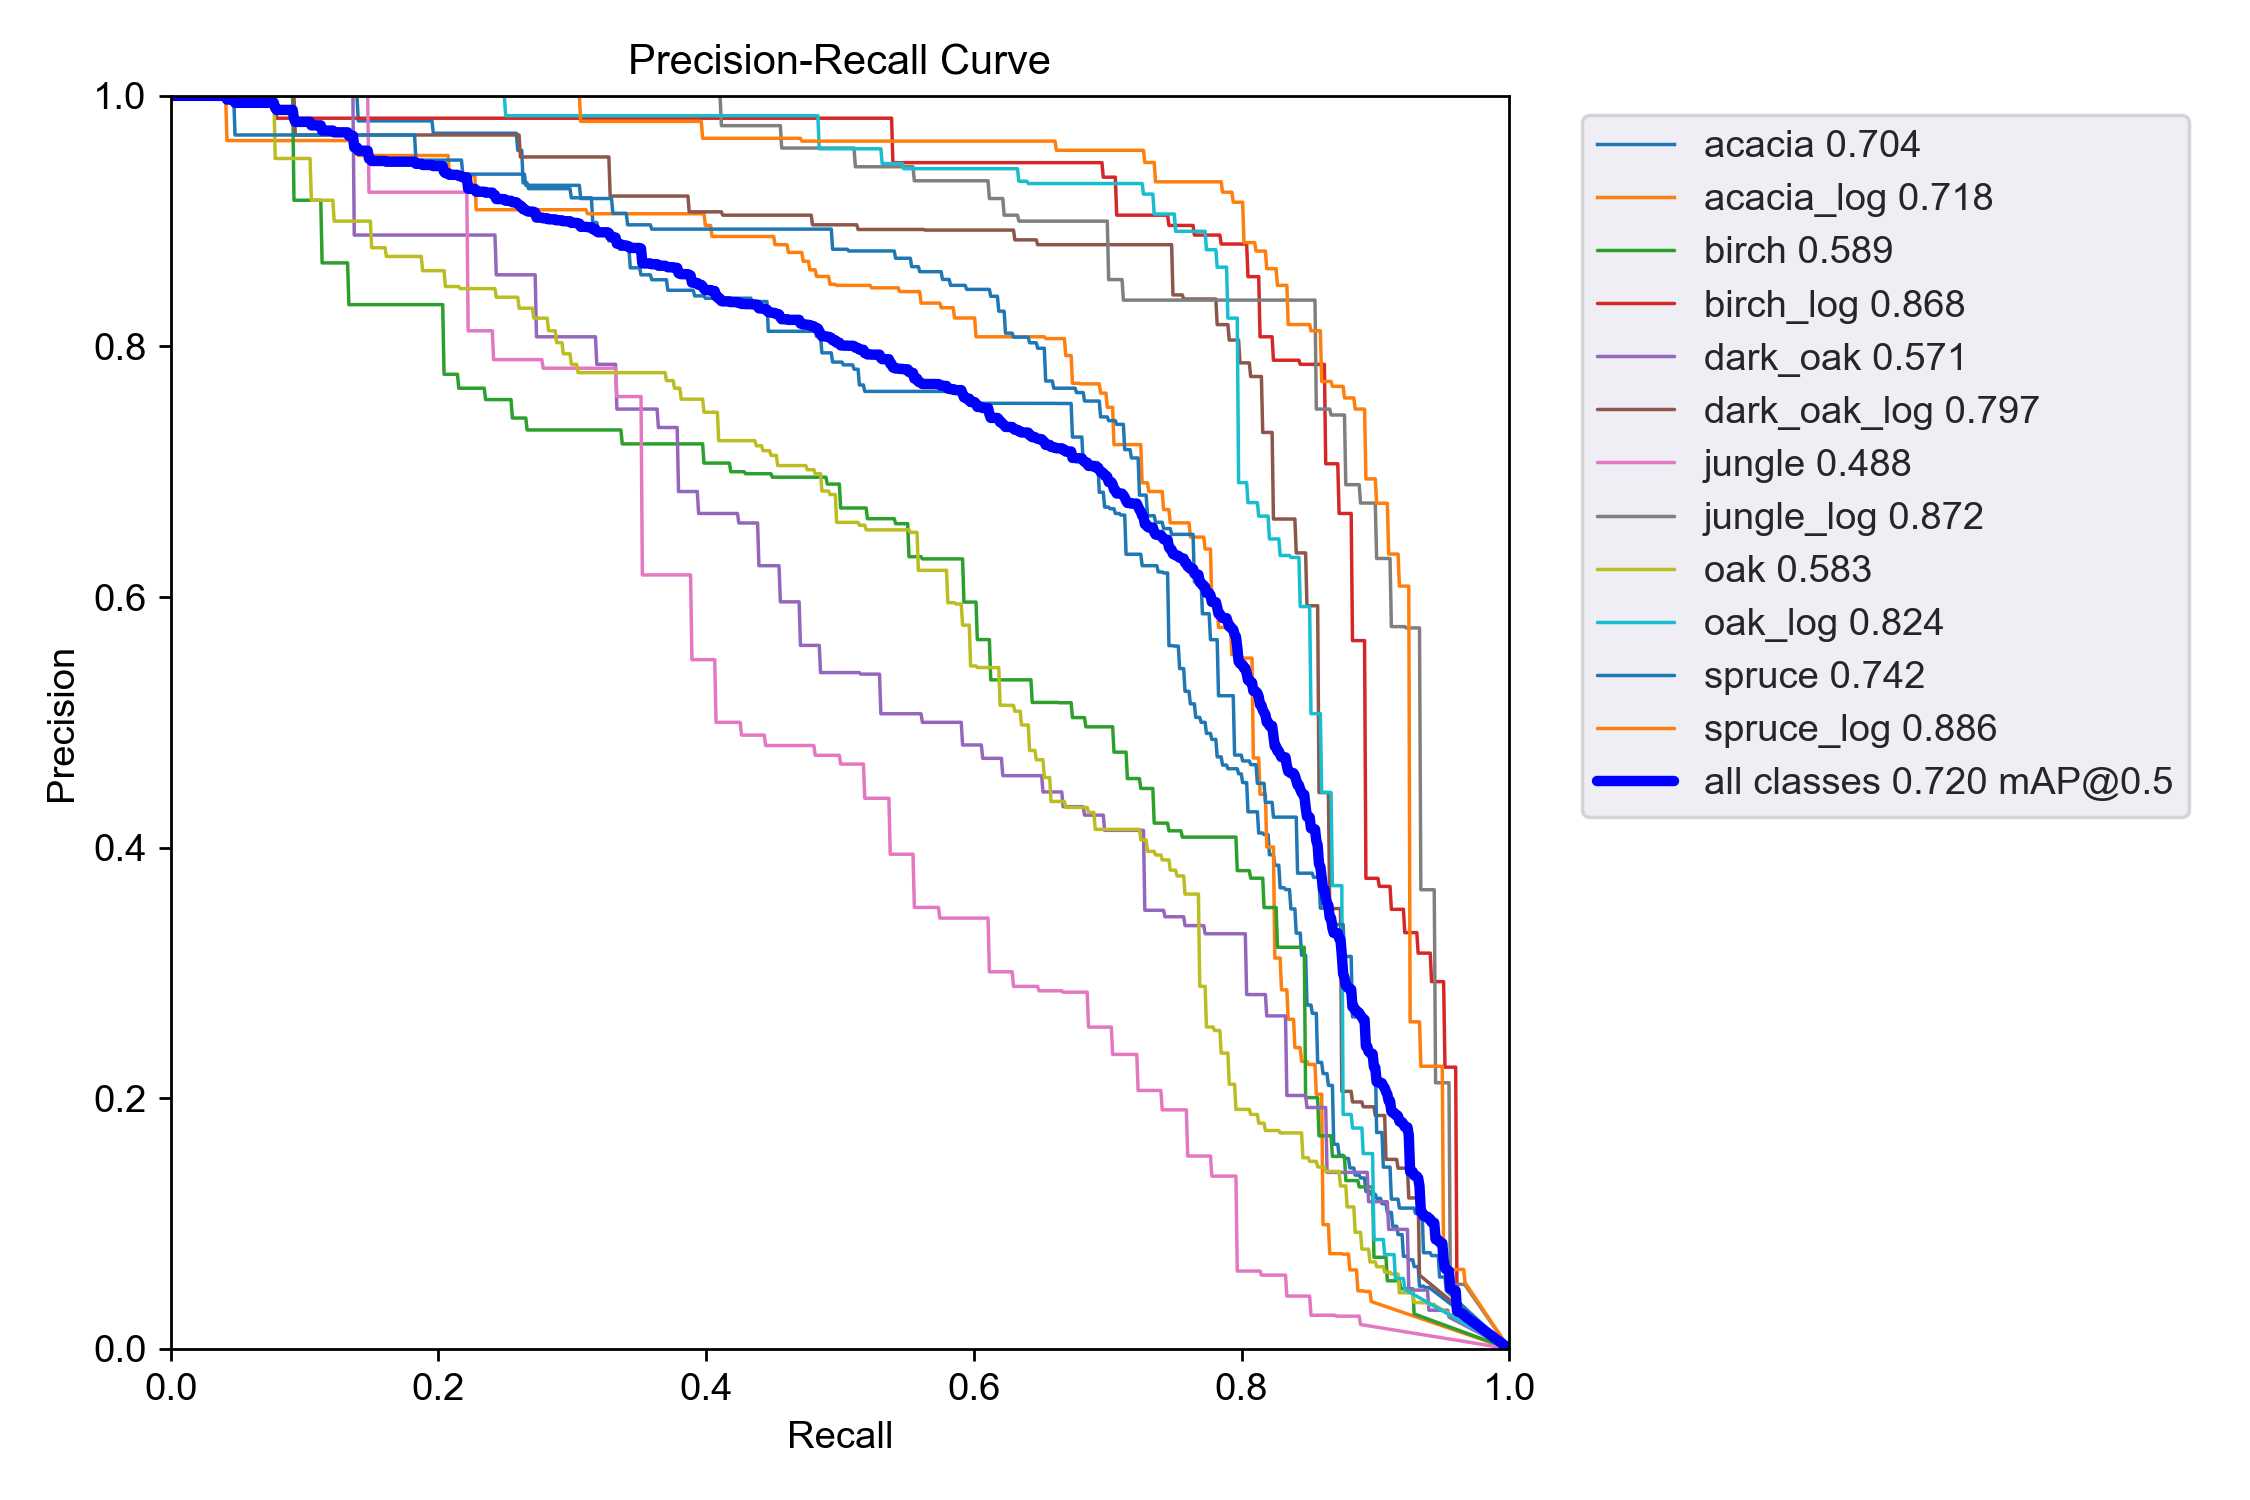 Precision-Recall Curve
1.0
0.8
0.6
0.4
0.2
0.0
Precision
0.0 0.2 0.4 0.6 0.8 1.0
Recall
acacia 0.704
acacia_log 0.718
birch 0.589
birch_log 0.868
dark_oak 0.571
dark_oak_log 0.797
jungle 0.488
jungle_log 0.872
oak 0.583
oak_log 0.824
spruce 0.742
spruce_log 0.886
all classes 0.720 mAP@0.5